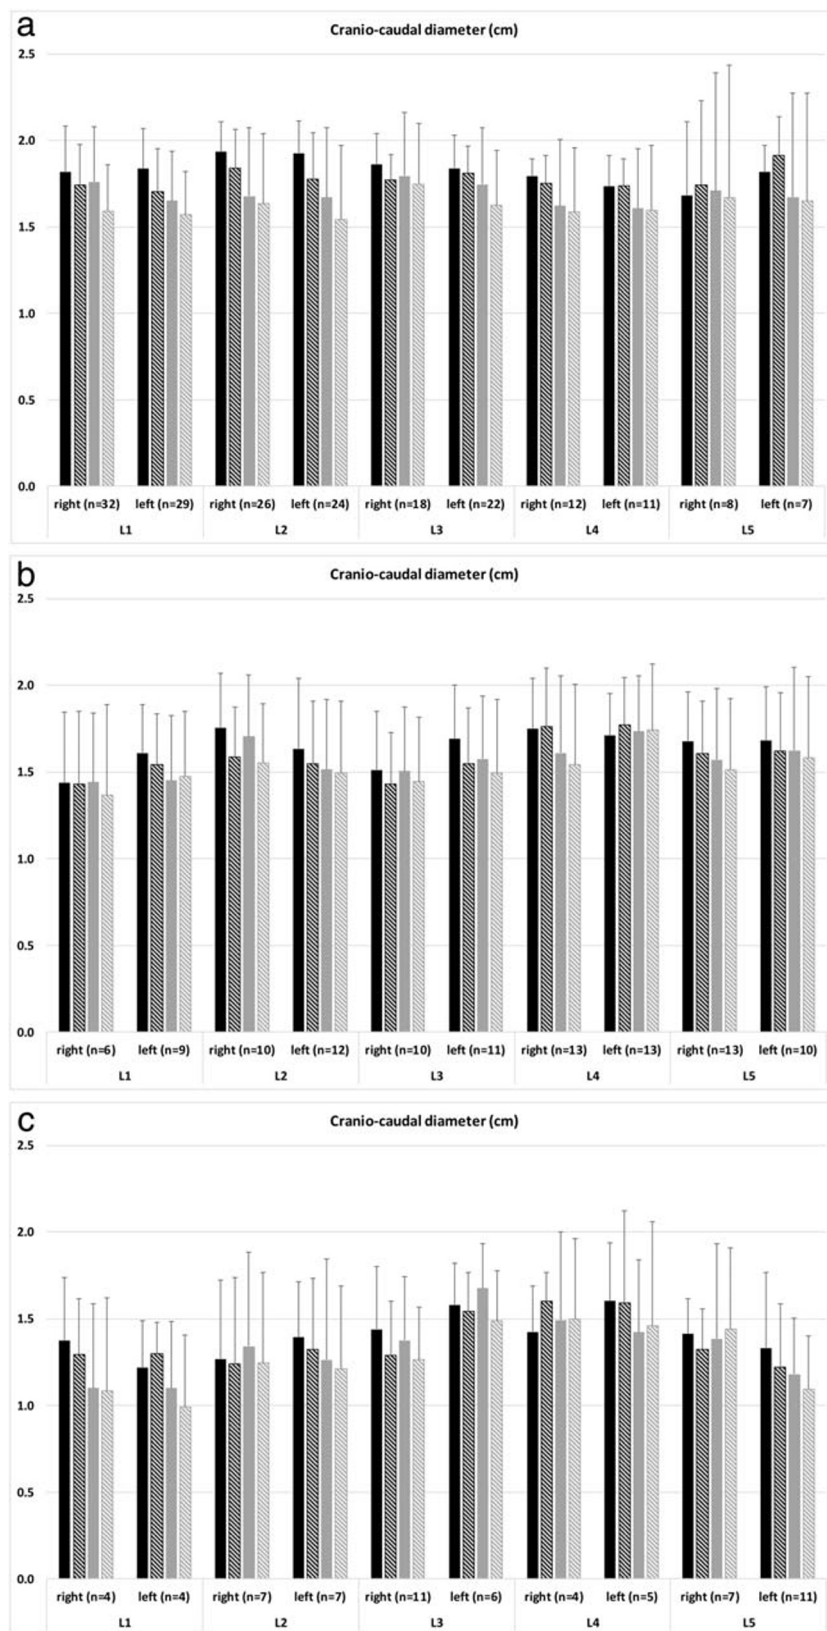 a
Cranio-caudal diameter (cm)
2.5
2.0
1.5
1.0
0.5
0.0
right (n=32) left (n=29) right (n=26) left (n=24) right (n=18) left (n=22) right (n=12) left (n=11) right (n=8) left (n=7)
L1 L2 L3 L4 L5
b
Cranio-caudal diameter (cm)
2.5
2.0
1.5
1.0
0.5
0.0
right (n=6) left (n=9) right (n=10) left (n=12) right (n=10) left (n=11) right (n=13) left (n=13) right (n=13) left (n=10)
L1 L2 L3 L4 L5
c
Cranio-caudal diameter (cm)
2.5
2.0
1.5
1.0
0.5
0.0
right (n=4) left (n=4) right (n=7) left (n=7) right (n=11) left (n=6) right (n=4) left (n=5) right (n=7) left (n=11)
L1 L2 L3 L4 L5